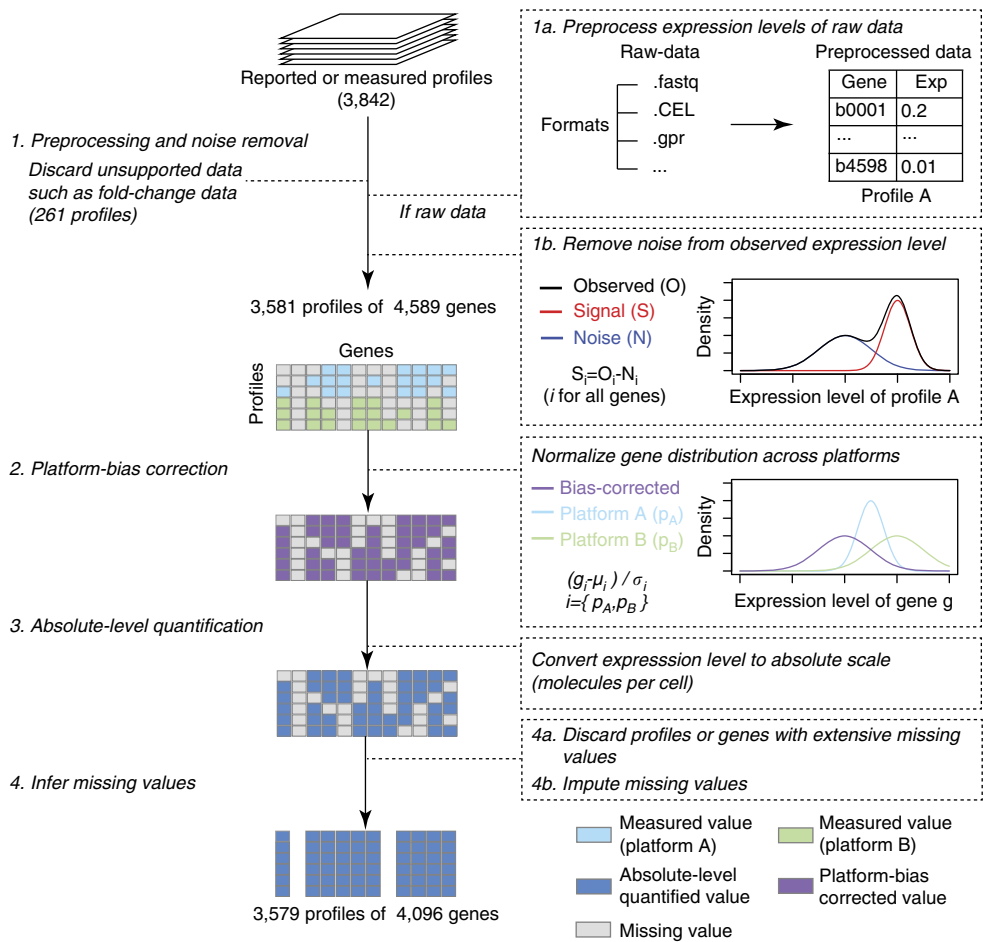 Reported or measured profiles
(3,842)
1. Preprocessing and noise removal
Discard unsupported data
such as fold-change data
(261 profiles)
If raw data
1a. Preprocess expression levels of raw data
Raw-data
Formats
.fastq
.CEL
.gpr
...
Preprocessed data
Gene Exp
b0001 0.2
... ...
b4598 0.01
Profile A
3,581 profiles of 4,589 genes
1b. Remove noise from observed expression level
Observed (O)
Signal (S)
Noise (N)
Si=Oi-Ni
(i for all genes)
Density
Expression level of profile A
Genes
Profiles
2. Platform-bias correction
Normalize gene distribution across platforms
Bias-corrected
Platform A (pA)
Platform B (pB)
(gi-μi) / σi
i={ pA,pB }
Density
Expression level of gene g
3. Absolute-level quantification
Convert expresssion level to absolute scale
(molecules per cell)
4. Infer missing values
4a. Discard profiles or genes with extensive missing
values
4b. Impute missing values
3,579 profiles of 4,096 genes
Measured value
(platform A)
Measured value
(platform B)
Absolute-level
quantified value
Platform-bias
corrected value
Missing value